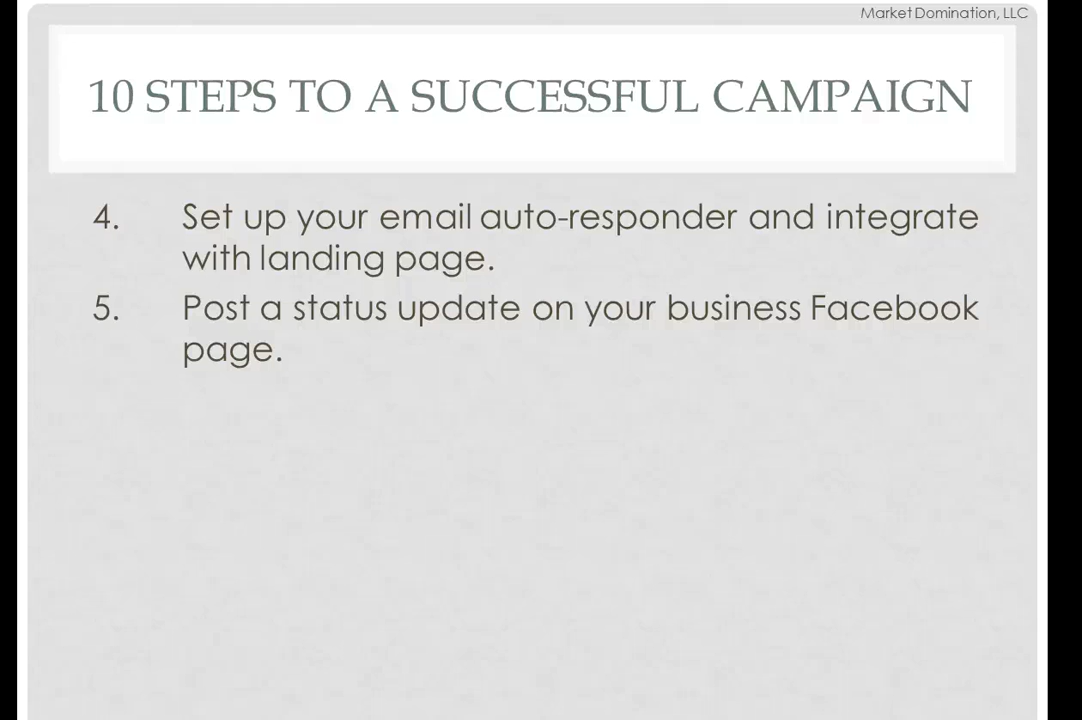 Market Domination, LLC
10 STEPS TO A SUCCESSFUL CAMPAIGN
4. Set up your email auto-responder and integrate
with landing page.
5. Post a status update on your business Facebook
page.